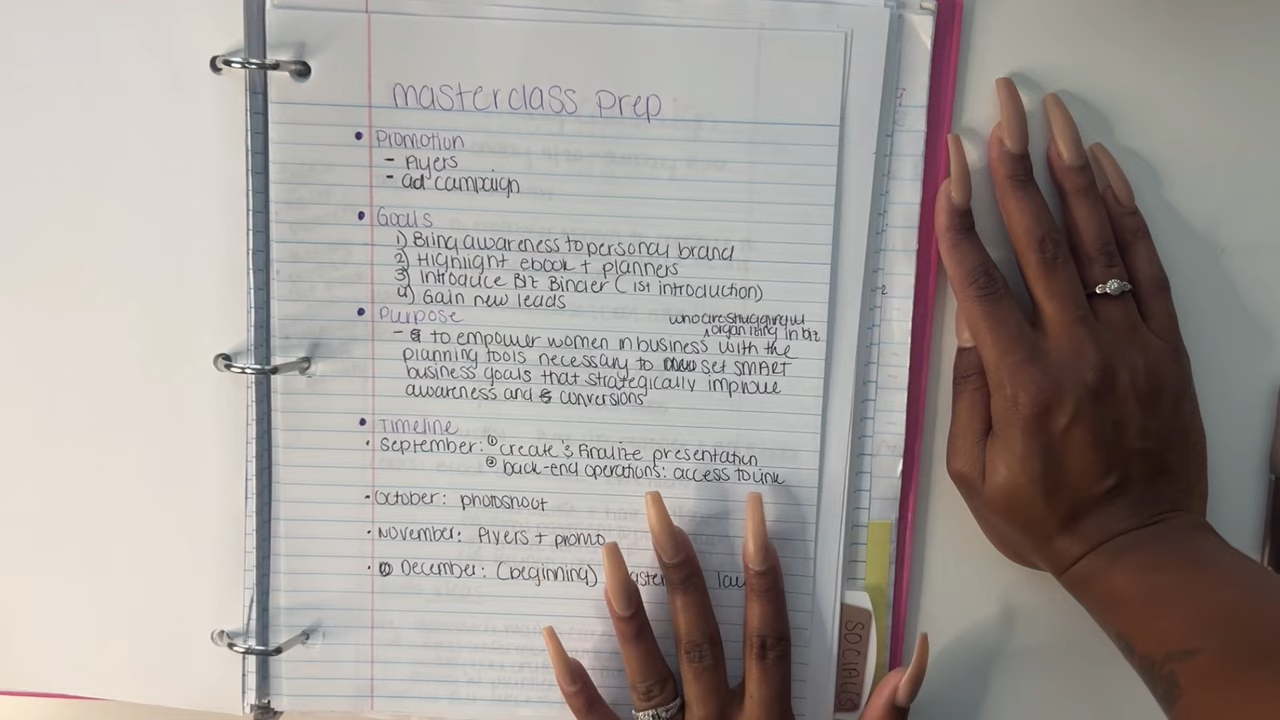 masterclass prep
• Promotion
- Flyers
- ad campaign
• Goals
1) Bring awareness to personal brand
2) Highlight ebook + planners
3) Introduce Biz Binder (1st introduction)
4) Gain new leads
• Purpose
who are struggling w/
organizing in biz
- to empower women in business with the
planning tools necessary to set SMART
business goals that strategically improve
awareness and conversions
• Timeline
• September: ① create & finalize presentation
② back-end operations: access to link
• October: photoshoot
• November: Flyers + promo
• December: (beginning)
SOCIALS